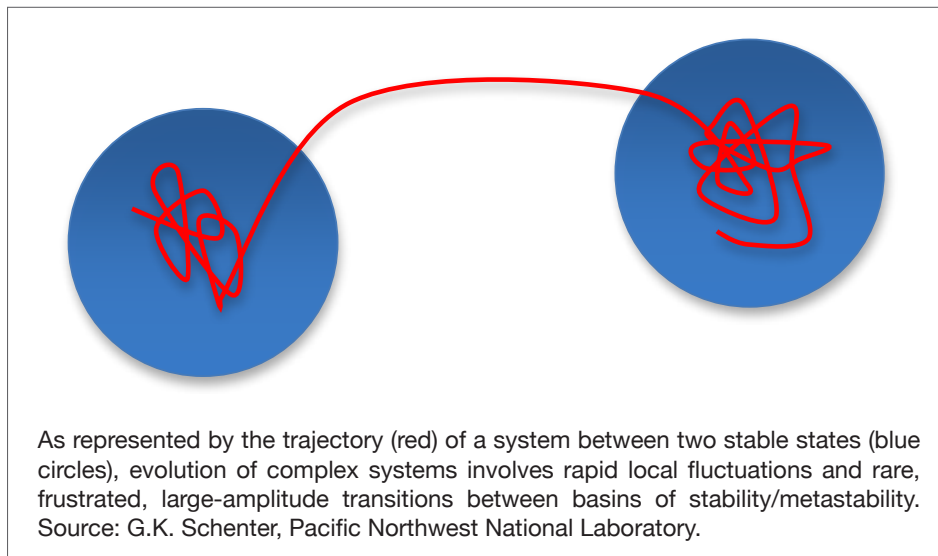 As represented by the trajectory (red) of a system between two stable states (blue
circles), evolution of complex systems involves rapid local fluctuations and rare,
frustrated, large-amplitude transitions between basins of stability/metastability.
Source: G.K. Schenter, Pacific Northwest National Laboratory.